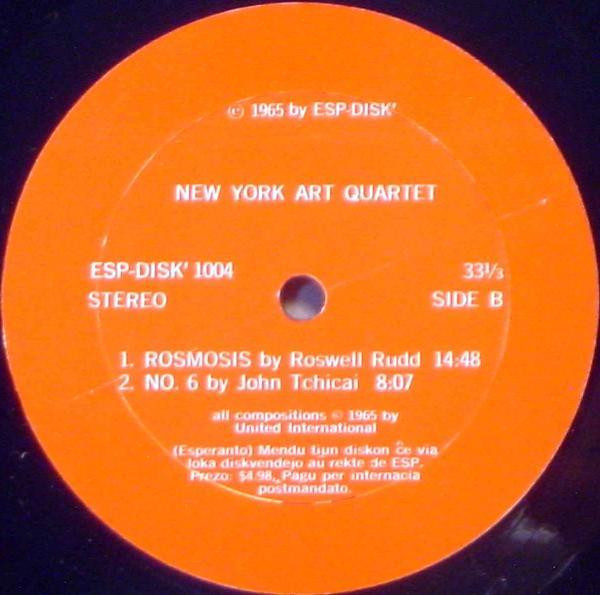 © 1965 by ESP-DISK'
NEW YORK ART QUARTET
ESP-DISK' 1004 33⅓
STEREO SIDE B
1. ROSMOSIS by Roswell Rudd 14:48
2. NO. 6 by John Tchicai 8:07
all compositions © 1965 by
United International
(Esperanto) Mendu tiun diskon ĉe via
loka diskvendejo au rekte de ESP.
Prezo: $4.98. Pagu per internacia
postmandato.